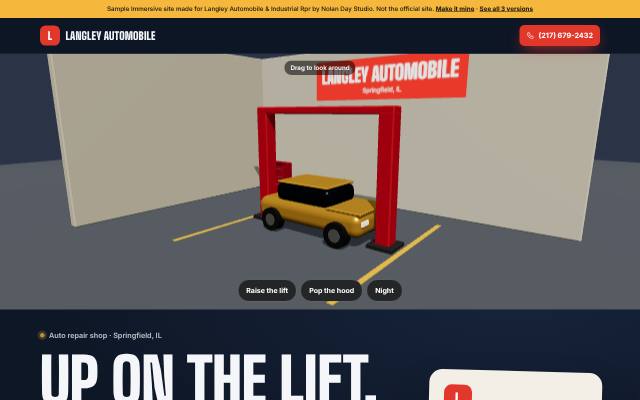 Sample Immersive site made for Langley Automobile & Industrial Rpr by Nolan Day Studio. Not the official site. Make it mine · See all 3 versions
L LANGLEY AUTOMOBILE
(217) 679-2432
Drag to look around
LANGLEY AUTOMOBILE
Springfield, IL
Raise the lift
Pop the hood
Night
Auto repair shop · Springfield, IL
UP ON THE LIFT.
L